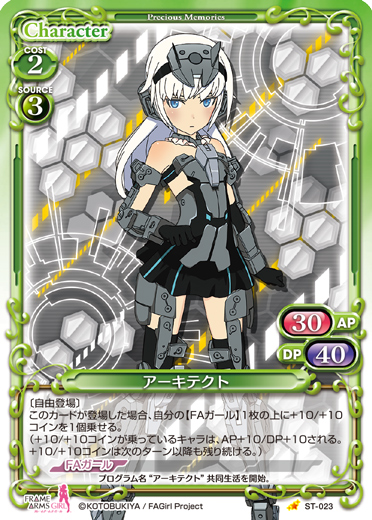 Precious Memories
Character
COST
2
SOURCE
3
30 AP
DP 40
アーキテクト
［自由登場］
このカードが登場した場合、自分の【FAガール】1枚の上に+10/+10
コインを1個乗せる。
（+10/+10コインが乗っているキャラは、AP+10/DP+10される。
+10/+10コインは次のターン以降も残り続ける。）
FAガール
プログラム名“アーキテクト”共同生活を開始。
FRAME
ARMS GIRL
©KOTOBUKIYA / FAGirl Project
ST-023